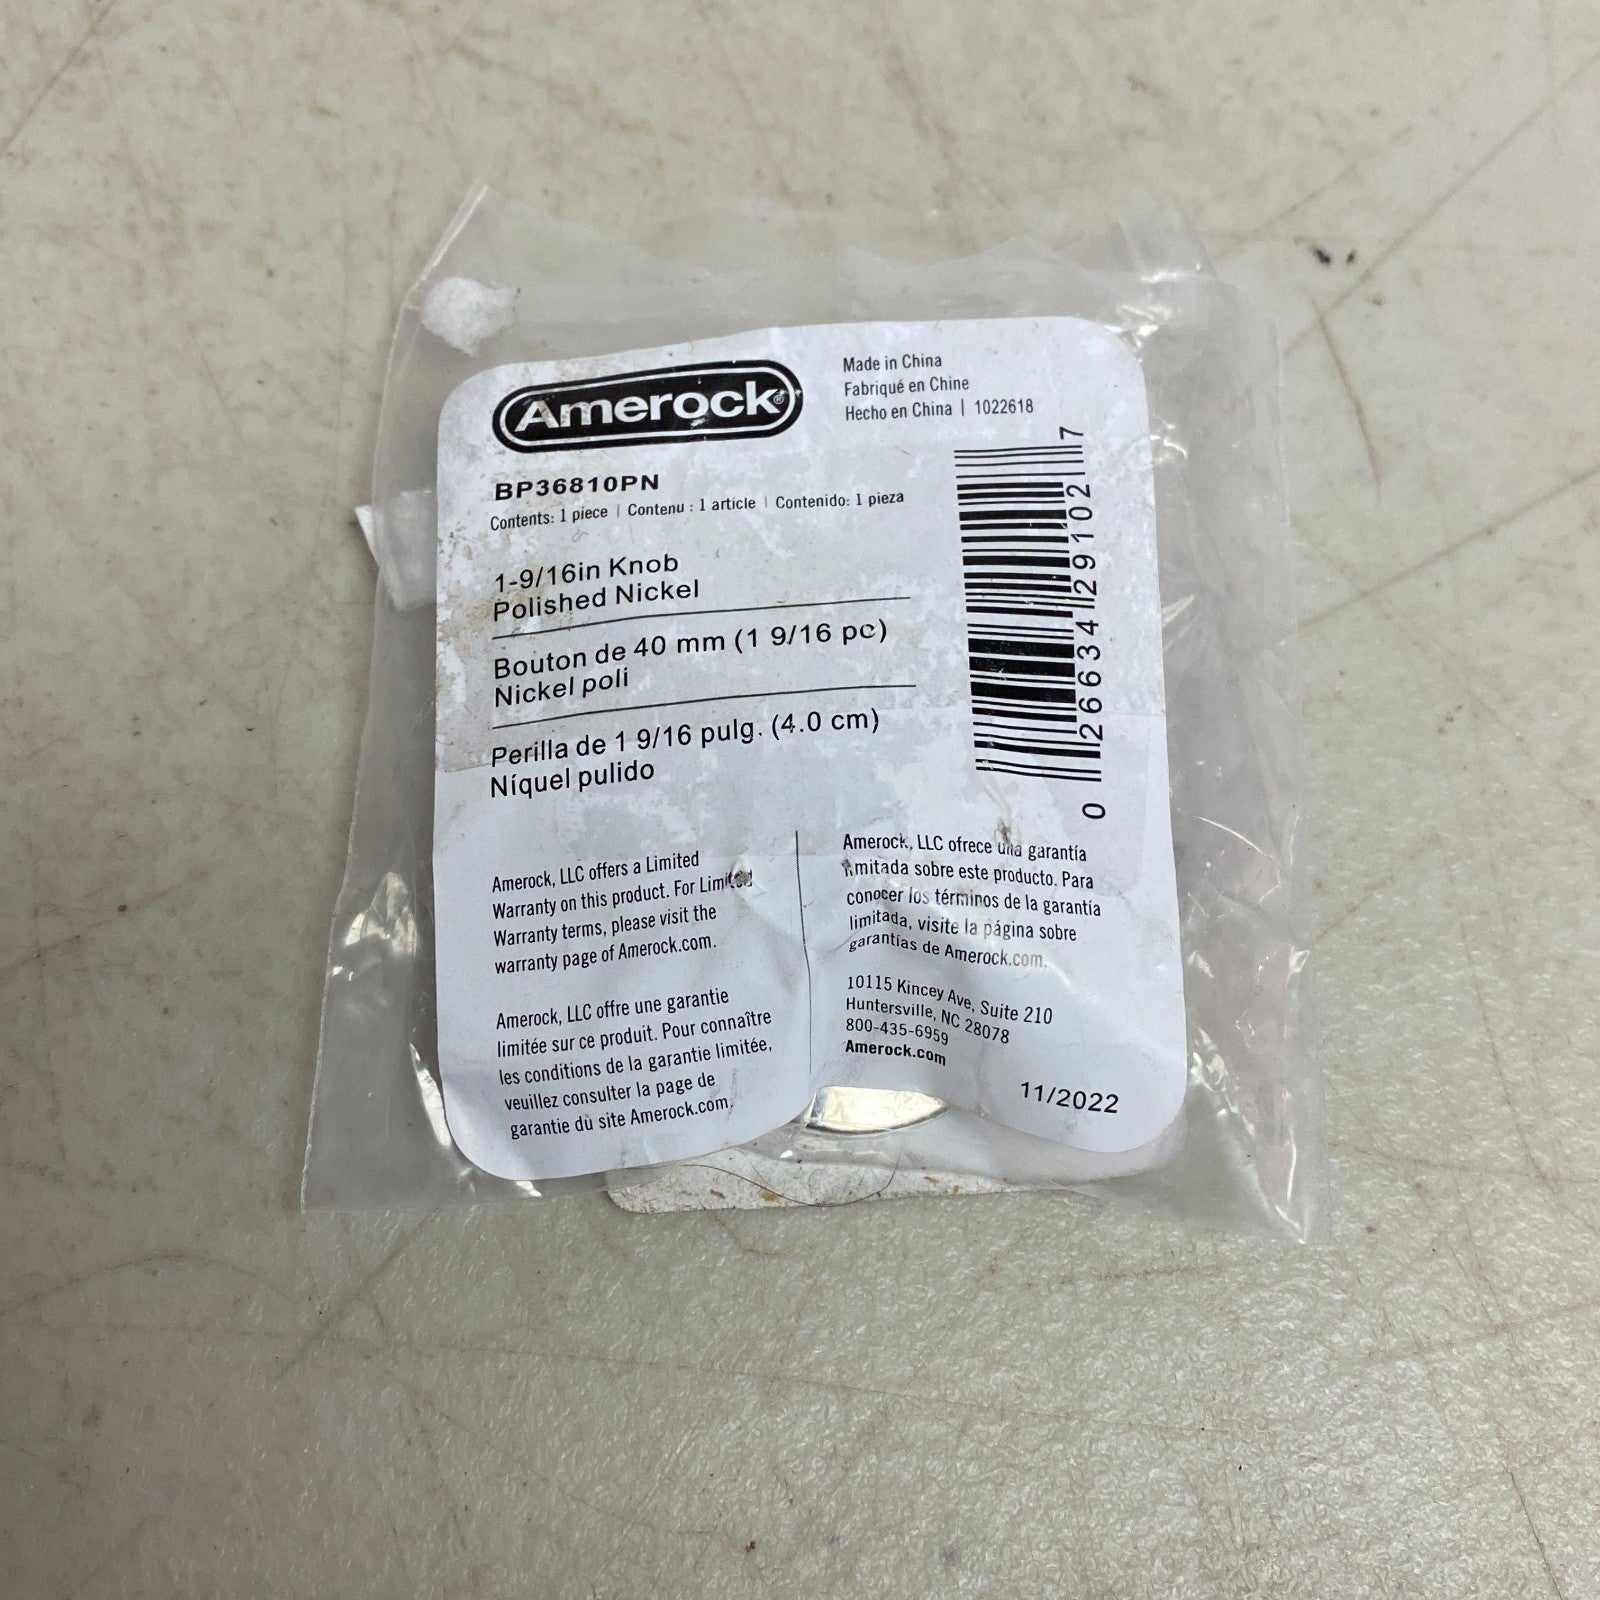 Amerock®
Made in China
Fabriqué en Chine
Hecho en China | 1022618
BP36810PN
Contents: 1 piece | Contenu : 1 article | Contenido: 1 pieza
1-9/16in Knob
Polished Nickel
Bouton de 40 mm (1 9/16 po)
Nickel poli
Perilla de 1 9/16 pulg. (4.0 cm)
Níquel pulido
0 26634 29102 7
Amerock, LLC offers a Limited
Warranty on this product. For Limited
Warranty terms, please visit the
warranty page of Amerock.com.
Amerock, LLC offre une garantie
limitée sur ce produit. Pour connaître
les conditions de la garantie limitée,
veuillez consulter la page de
garantie du site Amerock.com.
Amerock, LLC ofrece una garantía
limitada sobre este producto. Para
conocer los términos de la garantía
limitada, visite la página sobre
garantías de Amerock.com.
10115 Kincey Ave, Suite 210
Huntersville, NC 28078
800-435-6959
Amerock.com
11/2022